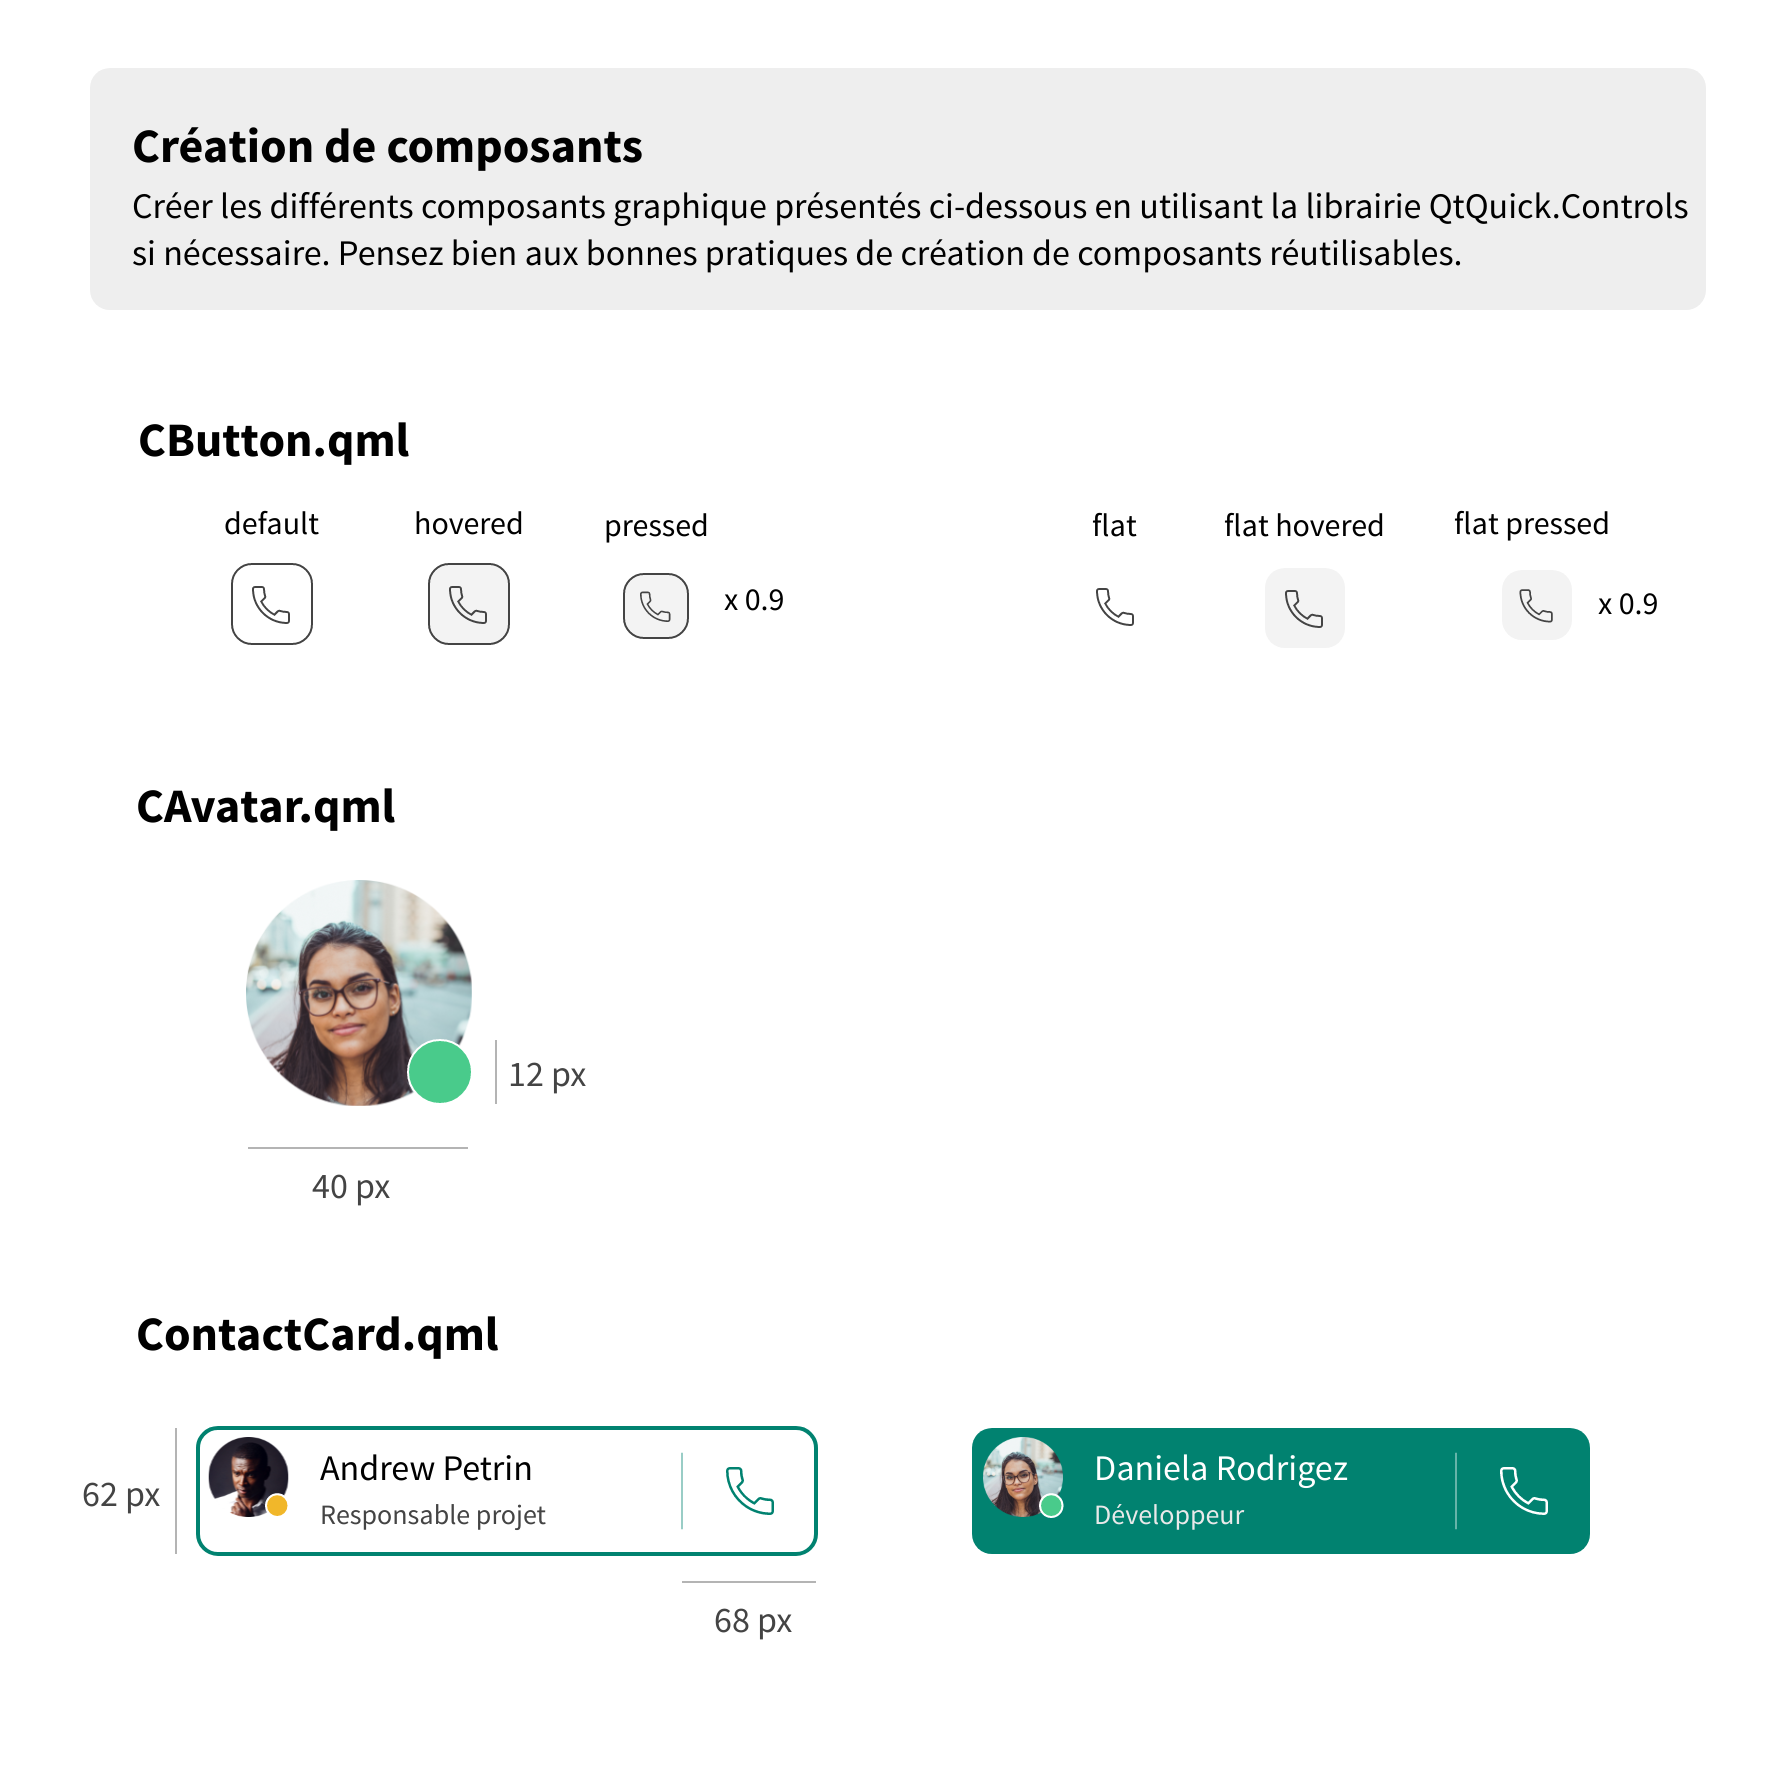 Création de composants
Créer les différents composants graphique présentés ci-dessous en utilisant la librairie QtQuick.Controls
si nécessaire. Pensez bien aux bonnes pratiques de création de composants réutilisables.
CButton.qml
default hovered pressed flat flat hovered flat pressed
x 0.9 x 0.9
CAvatar.qml
12 px
40 px
ContactCard.qml
62 px
Andrew Petrin
Responsable projet
Daniela Rodrigez
Développeur
68 px